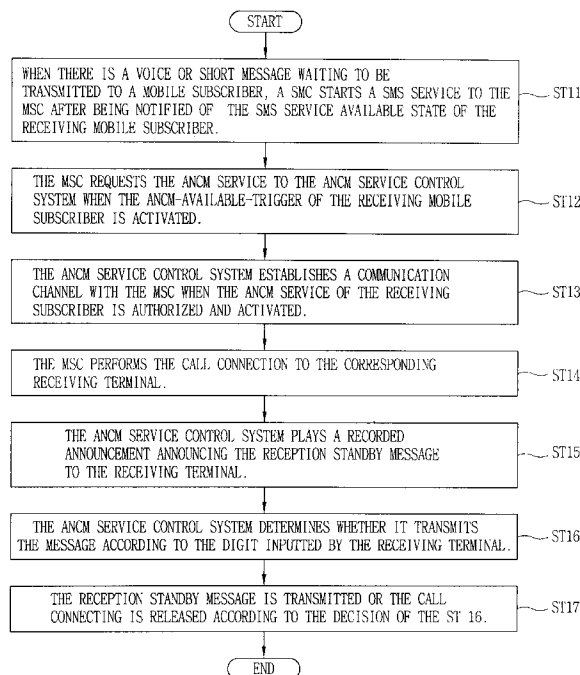 START
WHEN THERE IS A VOICE OR SHORT MESSAGE WAITING TO BE
TRANSMITTED TO A MOBILE SUBSCRIBER, A SMC STARTS A SMS SERVICE TO THE
MSC AFTER BEING NOTIFIED OF THE SMS SERVICE AVAILABLE STATE OF THE
RECEIVING MOBILE SUBSCRIBER.
ST11
THE MSC REQUESTS THE ANCM SERVICE TO THE ANCM SERVICE CONTROL
SYSTEM WHEN THE ANCM-AVAILABLE-TRIGGER OF THE RECEIVING MOBILE
SUBSCRIBER IS ACTIVATED.
ST12
THE ANCM SERVICE CONTROL SYSTEM ESTABLISHES A COMMUNICATION
CHANNEL WITH THE MSC WHEN THE ANCM SERVICE OF THE RECEIVING
SUBSCRIBER IS AUTHORIZED AND ACTIVATED.
ST13
THE MSC PERFORMS THE CALL CONNECTION TO THE CORRESPONDING
RECEIVING TERMINAL.
ST14
THE ANCM SERVICE CONTROL SYSTEM PLAYS A RECORDED
ANNOUNCEMENT ANNOUNCING THE RECEPTION STANDBY MESSAGE
TO THE RECEIVING TERMINAL.
ST15
THE ANCM SERVICE CONTROL SYSTEM DETERMINES WHETHER IT TRANSMITS
THE MESSAGE ACCORDING TO THE DIGIT INPUTTED BY THE RECEIVING TERMINAL.
ST16
THE RECEPTION STANDBY MESSAGE IS TRANSMITTED OR THE CALL
CONNECTING IS RELEASED ACCORDING TO THE DECISION OF THE ST 16.
ST17
END